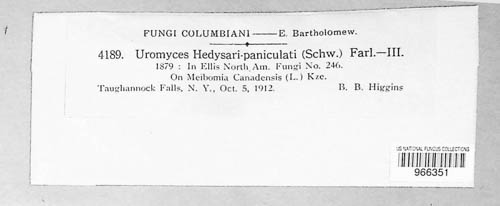 FUNGI COLUMBIANI — E. Bartholomew.
4189. Uromyces Hedysari-paniculati (Schw.) Farl.—III.
1879 : In Ellis North Am. Fungi No. 246.
On Meibomia Canadensis (L.) Kze.
Taughannock Falls, N. Y., Oct. 5, 1912. B. B. Higgins
US NATIONAL FUNGUS COLLECTIONS
966351